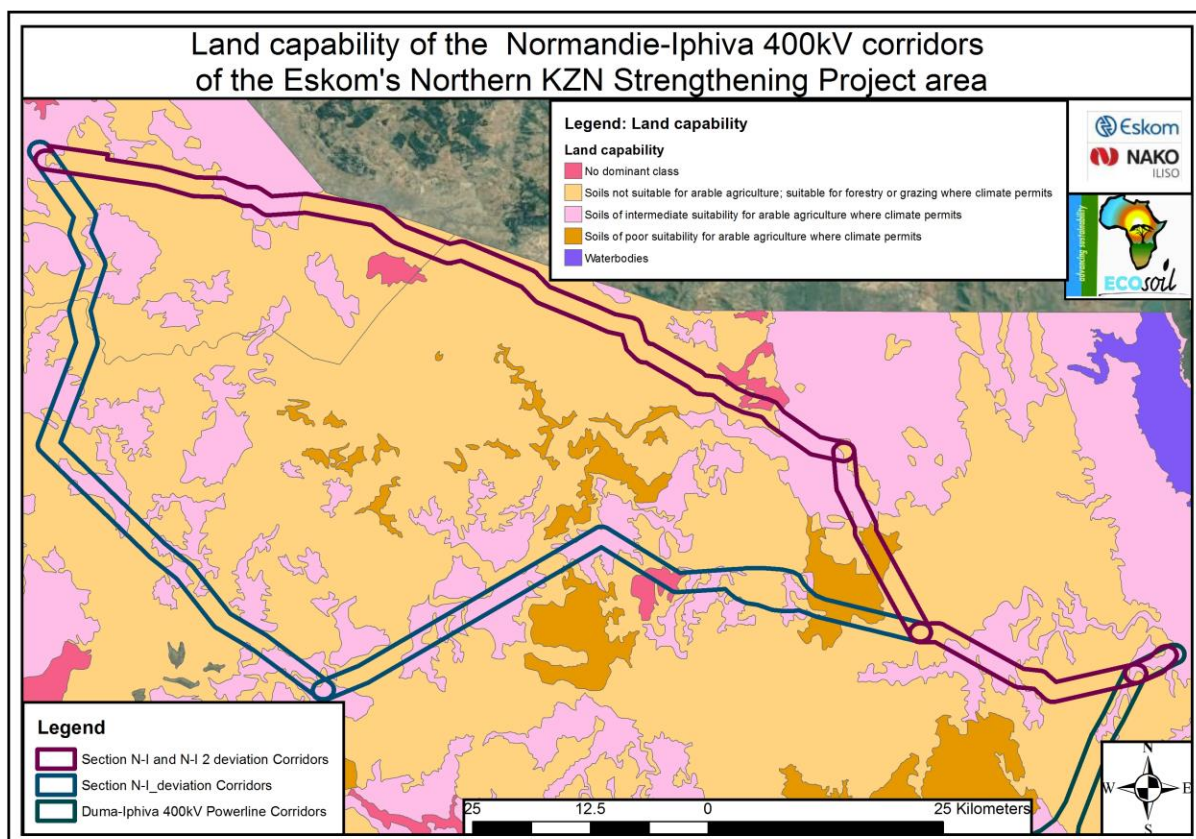 Land capability of the Normandie-Iphiva 400kV corridors
of the Eskom's Northern KZN Strengthening Project area
Legend: Land capability
Land capability
No dominant class
Soils not suitable for arable agriculture; suitable for forestry or grazing where climate permits
Soils of intermediate suitability for arable agriculture where climate permits
Soils of poor suitability for arable agriculture where climate permits
Waterbodies
Eskom
NAKO
ILISO
advancing sustainability
ECOsoil
Legend
Section N-I and N-I 2 deviation Corridors
Section N-I_deviation Corridors
Duma-Iphiva 400kV Powerline Corridors
25 12.5 0 25 Kilometers
N
W E
S